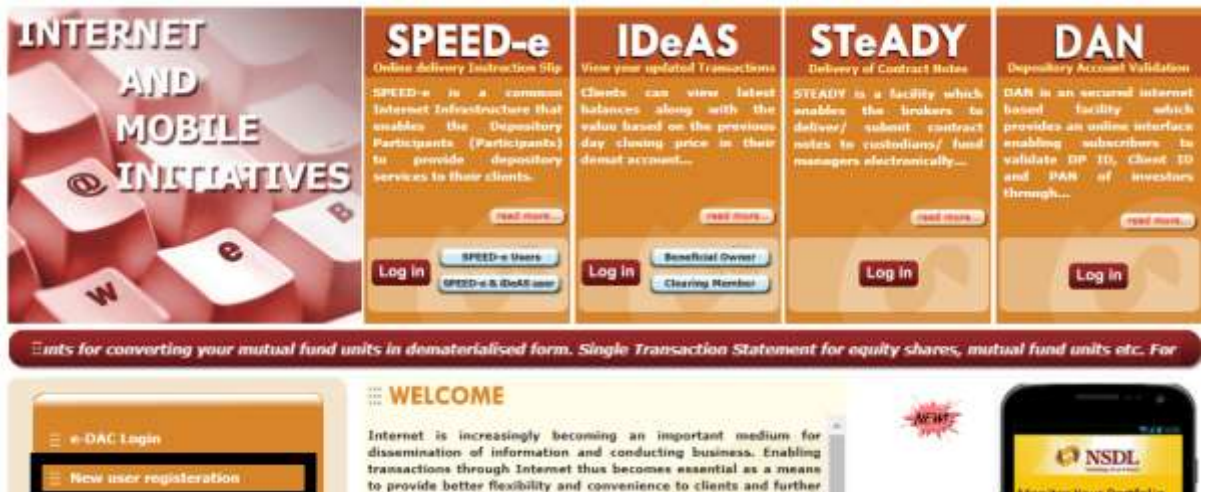 INTERNET
AND
MOBILE
INITIATIVES
@
B
e
W
SPEED-e
Online delivery Instruction Slip
SPEED-e is a common
Internet Infrastructure that
enables the Depository
Participants (Participants)
to provide depository
services to their clients.
read more...
Log in
SPEED-e Users
SPEED-e & IDeAS user
IDeAS
View your updated Transactions
Clients can view latest
balances along with the
value based on the previous
day closing price in their
demat account...
read more...
Log in
Beneficial Owner
Clearing Member
STeADY
Delivery of Contract Notes
STEADY is a facility which
enables the brokers to
deliver/ submit contract
notes to custodians/ fund
managers electronically...
read more...
Log in
DAN
Depository Account Validation
DAN is an secured internet
based facility which
provides an online interface
enabling subscribers to
validate DP ID, Client ID
and PAN of investors
through...
read more...
Log in
ints for converting your mutual fund units in dematerialised form. Single Transaction Statement for equity shares, mutual fund units etc. For
e-DAC Login
New user registeration
WELCOME
Internet is increasingly becoming an important medium for
dissemination of information and conducting business. Enabling
transactions through Internet thus becomes essential as a means
to provide better flexibility and convenience to clients and further
NEW!
NSDL